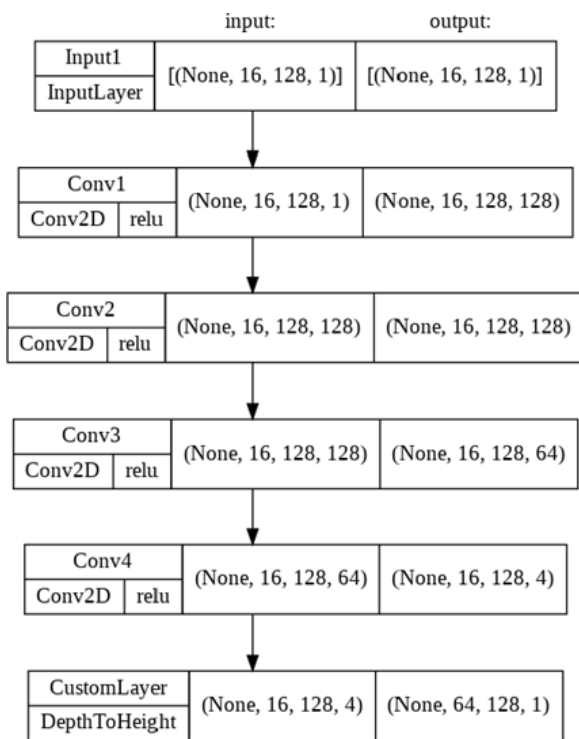 input: output:
Input1
InputLayer
[(None, 16, 128, 1)] [(None, 16, 128, 1)]
Conv1
Conv2D relu
(None, 16, 128, 1) (None, 16, 128, 128)
Conv2
Conv2D relu
(None, 16, 128, 128) (None, 16, 128, 128)
Conv3
Conv2D relu
(None, 16, 128, 128) (None, 16, 128, 64)
Conv4
Conv2D relu
(None, 16, 128, 64) (None, 16, 128, 4)
CustomLayer
DepthToHeight
(None, 16, 128, 4) (None, 64, 128, 1)